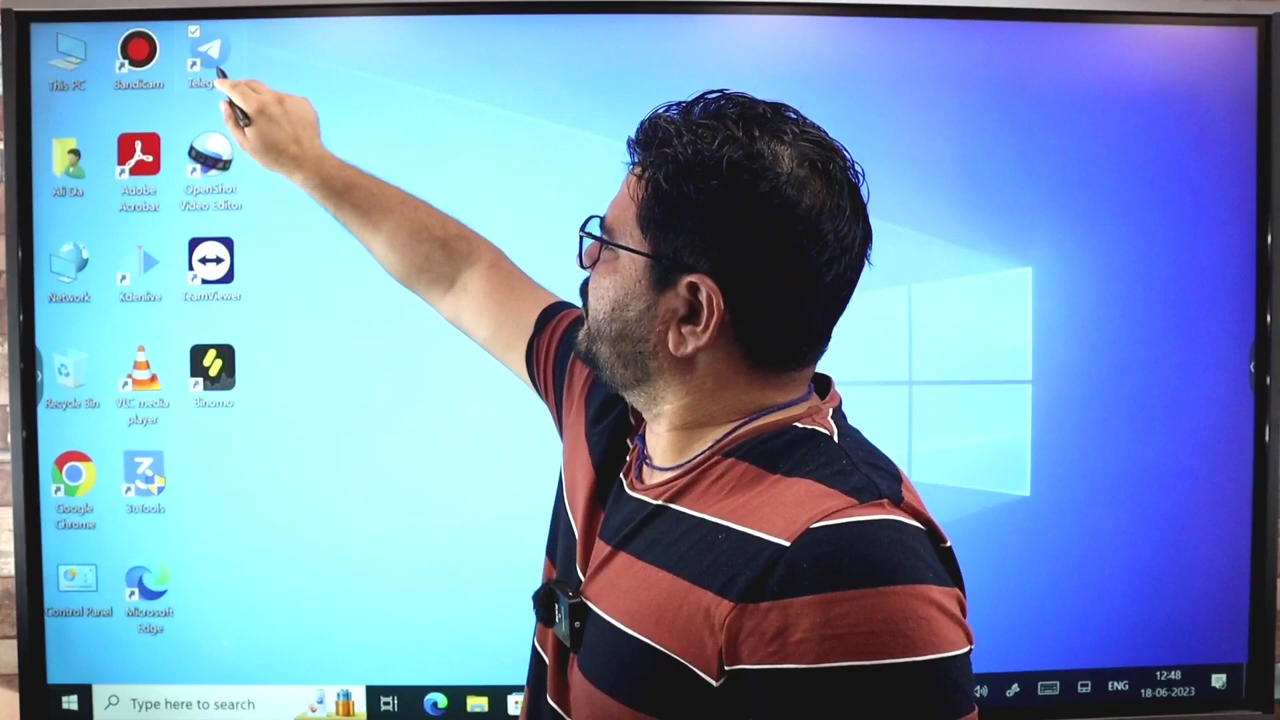 This PC
Bandicam
Ali Da
Adobe
Acrobat
OpenShot
Video Editor
Network
Kdenlive
TeamViewer
Recycle Bin
VLC media
player
Binomo
Google
Chrome
3uTools
Control Panel
Microsoft
Edge
Type here to search
ENG
12:48
18-06-2023